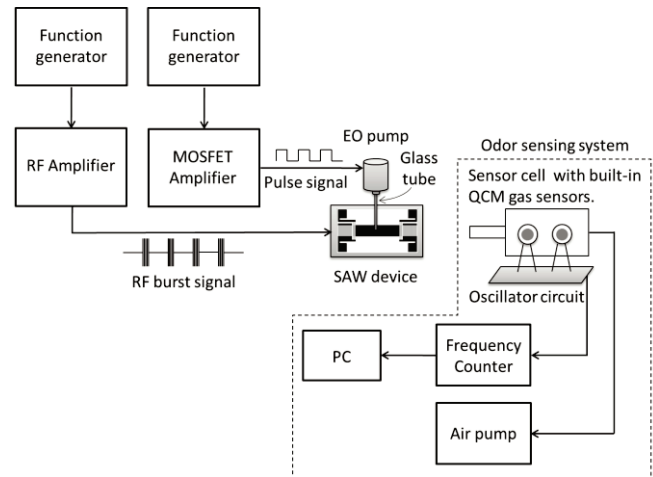 Function
generator
Function
generator
RF Amplifier
MOSFET
Amplifier
Pulse signal
EO pump
Glass
tube
RF burst signal
SAW device
Odor sensing system
Sensor cell with built-in
QCM gas sensors.
Oscillator circuit
PC
Frequency
Counter
Air pump